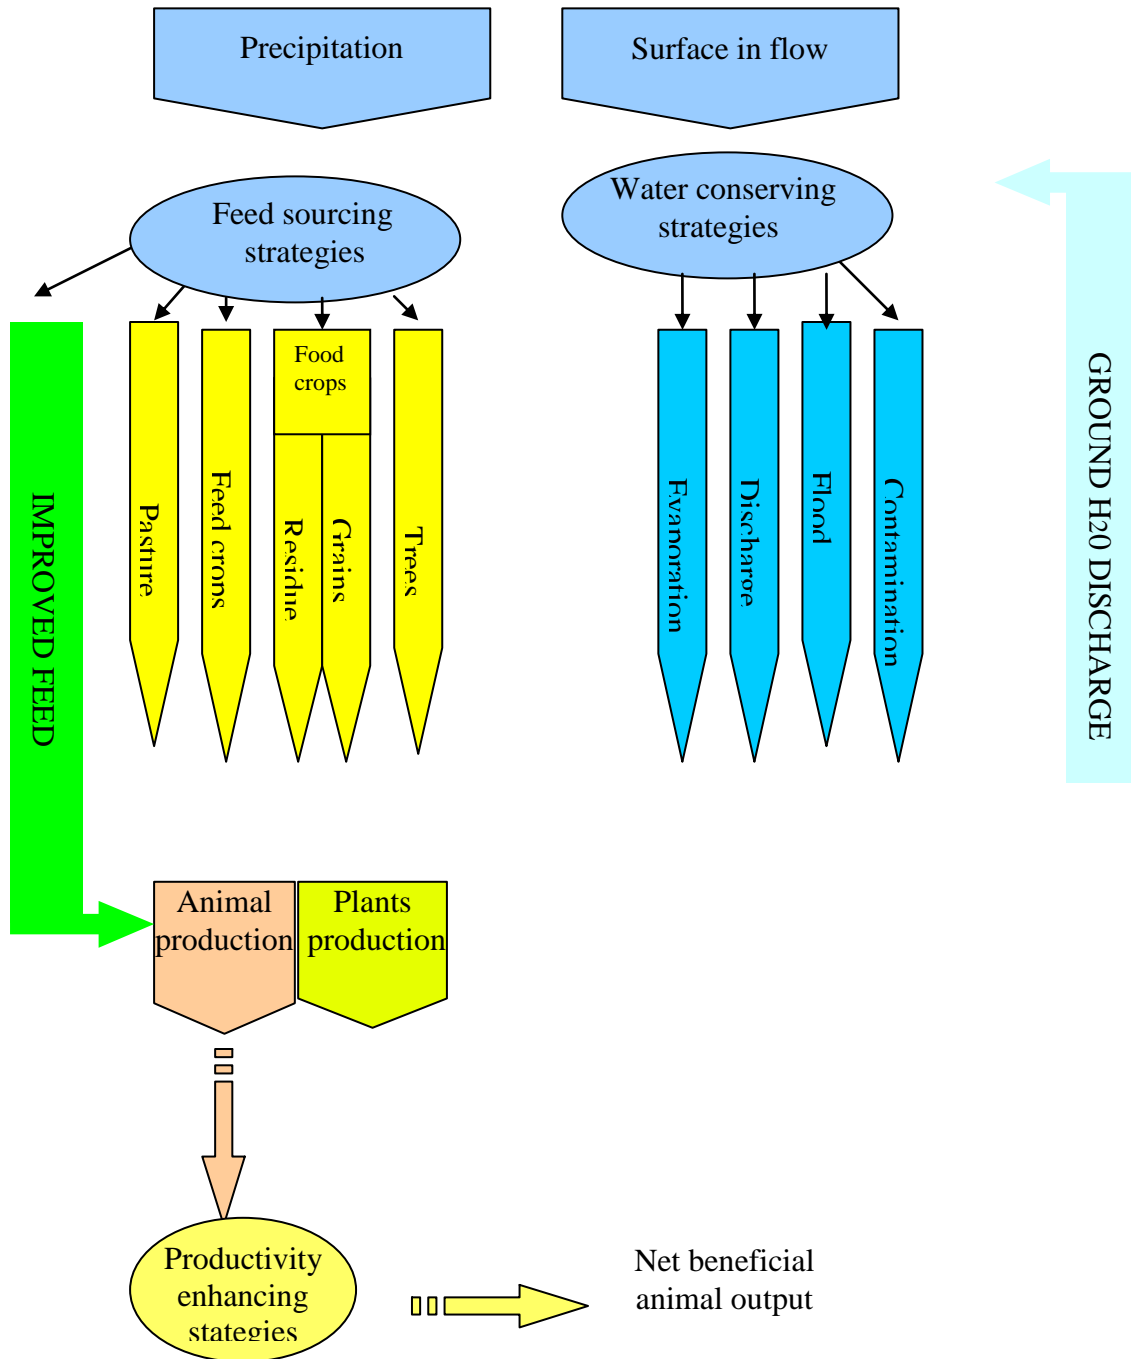 Precipitation
Surface in flow
Feed sourcing
strategies
Water conserving
strategies
IMPROVED FEED
Pasture
Feed crops
Food
crops
Residue
Grains
Trees
Evaporation
Discharge
Flood
Contamination
GROUND H20 DISCHARGE
Animal
production
Plants
production
Productivity
enhancing
stategies
Net beneficial
animal output